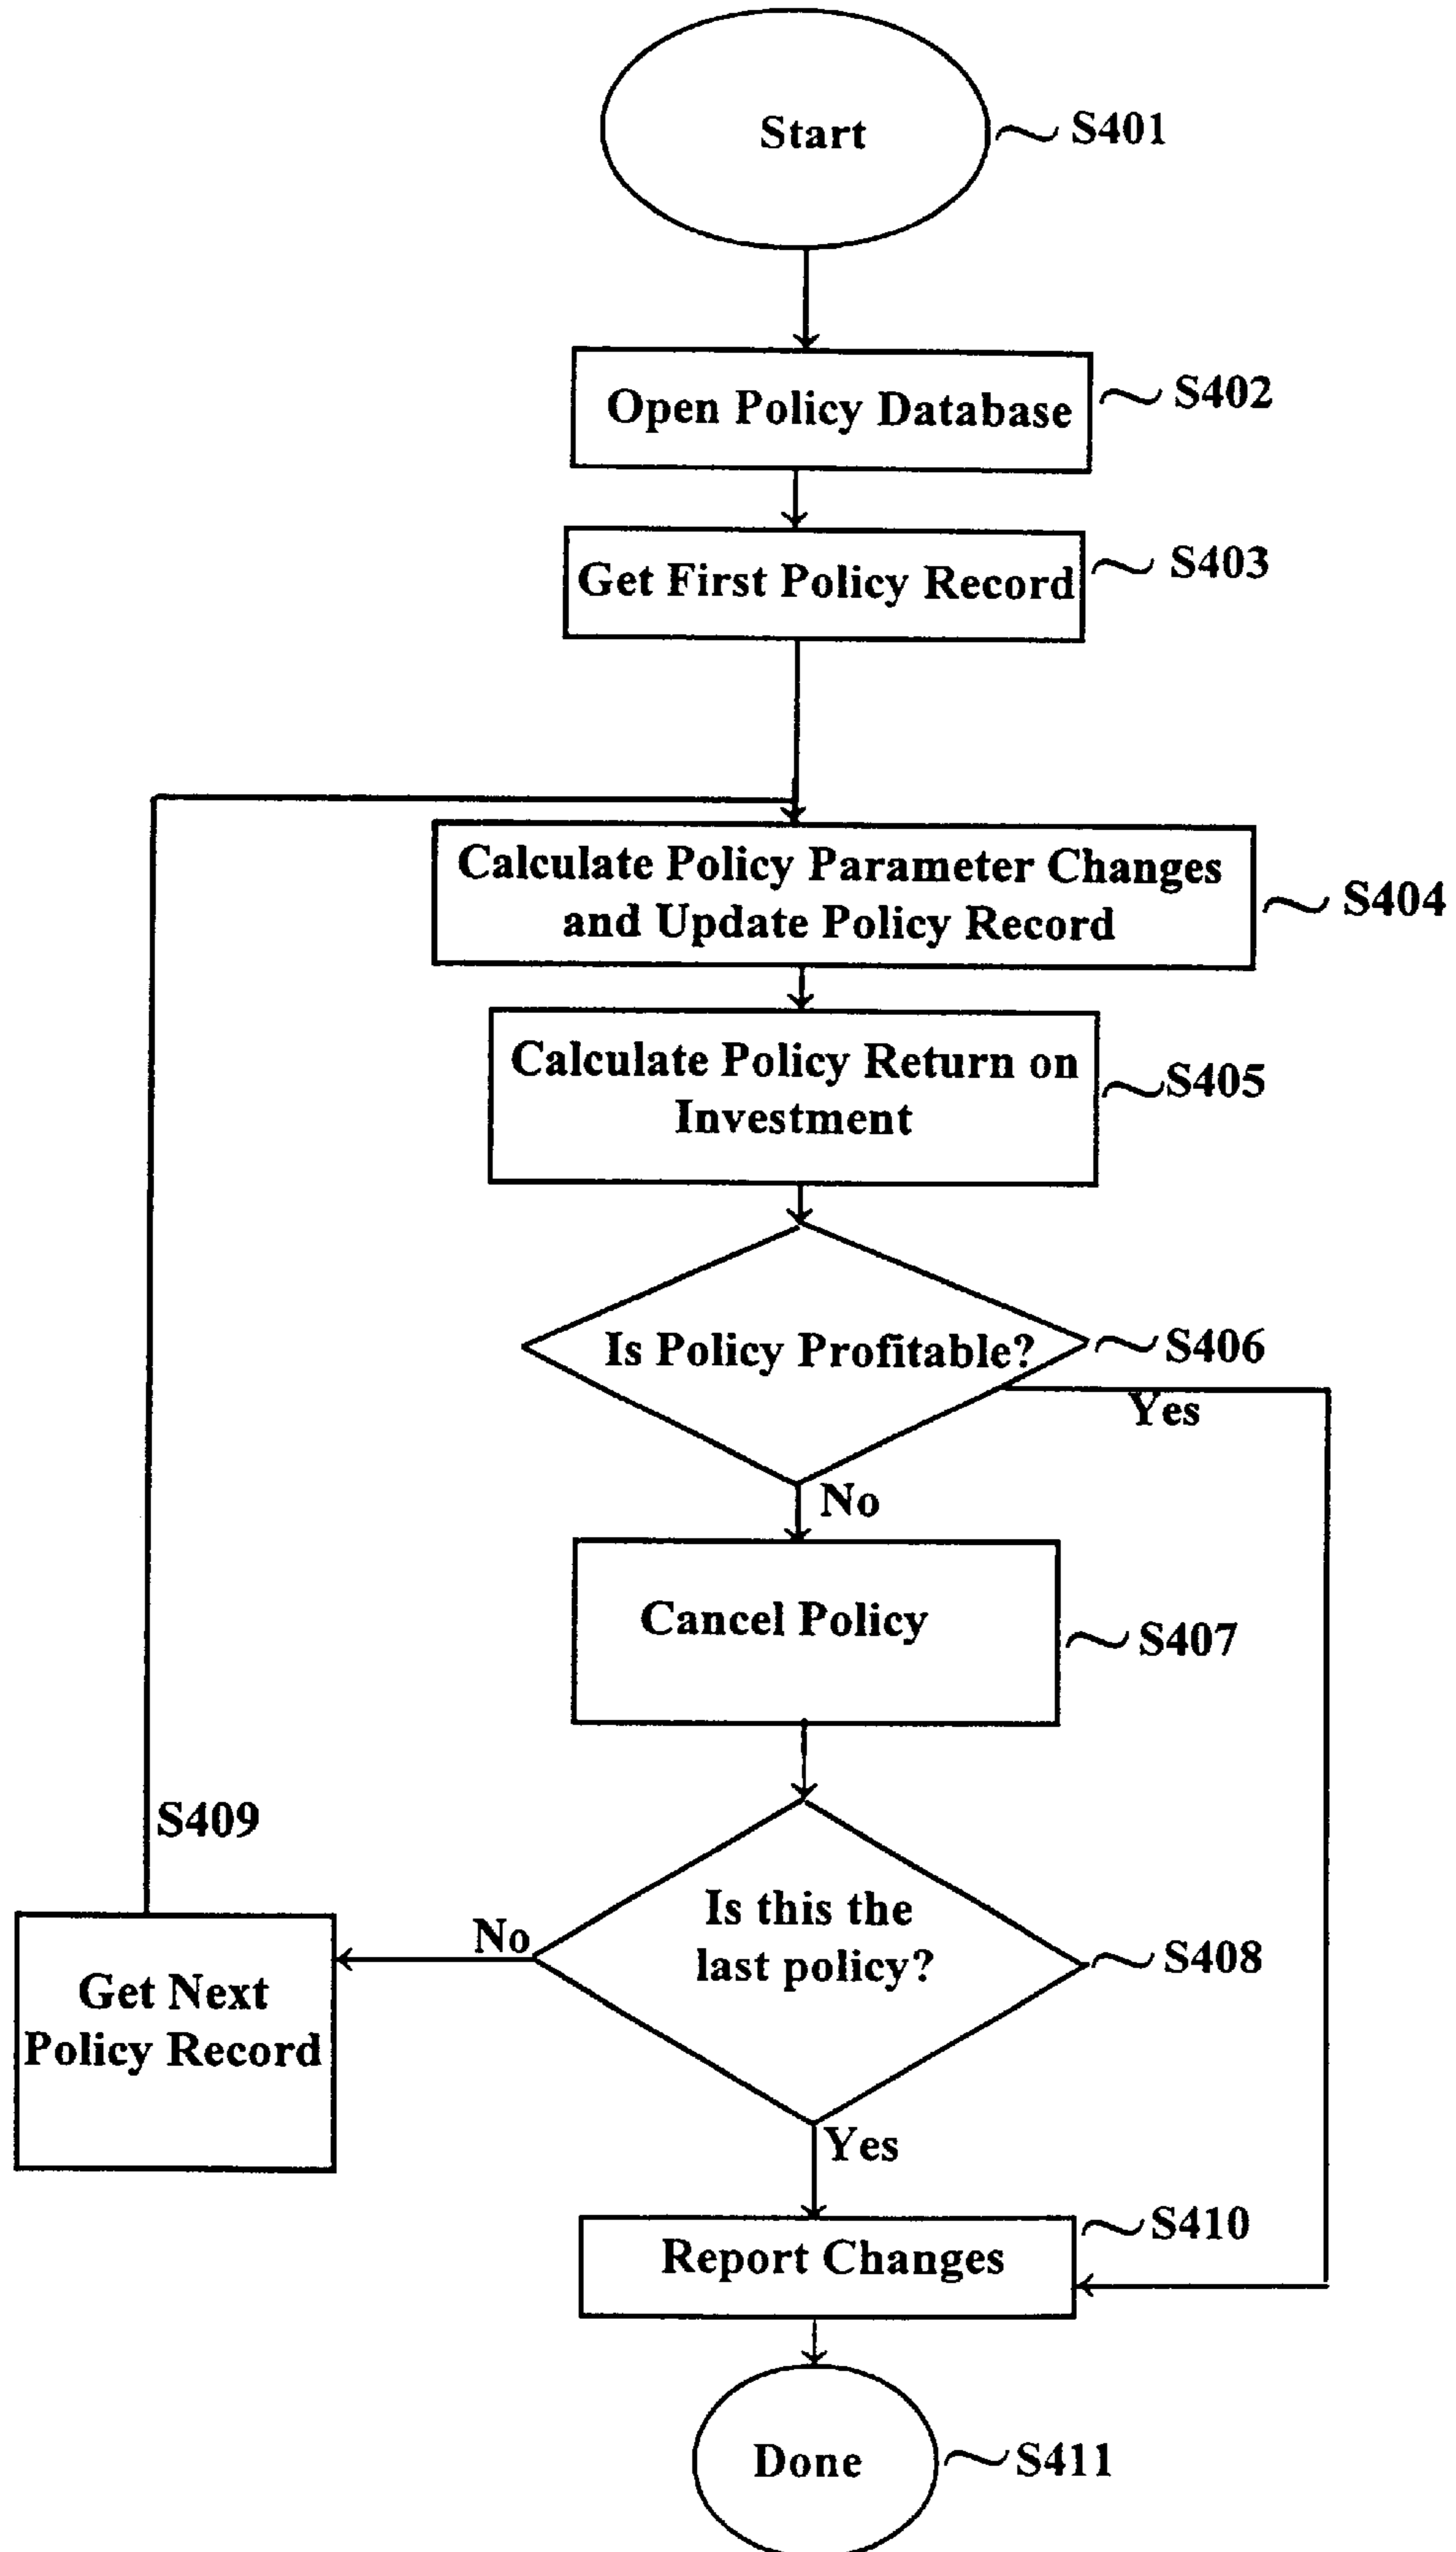 Start
S401
Open Policy Database
S402
Get First Policy Record
S403
Calculate Policy Parameter Changes
and Update Policy Record
S404
Calculate Policy Return on
Investment
S405
Is Policy Profitable?
S406
Yes
No
Cancel Policy
S407
S409
Is this the
last policy?
S408
No
Get Next
Policy Record
Yes
S410
Report Changes
Done
S411